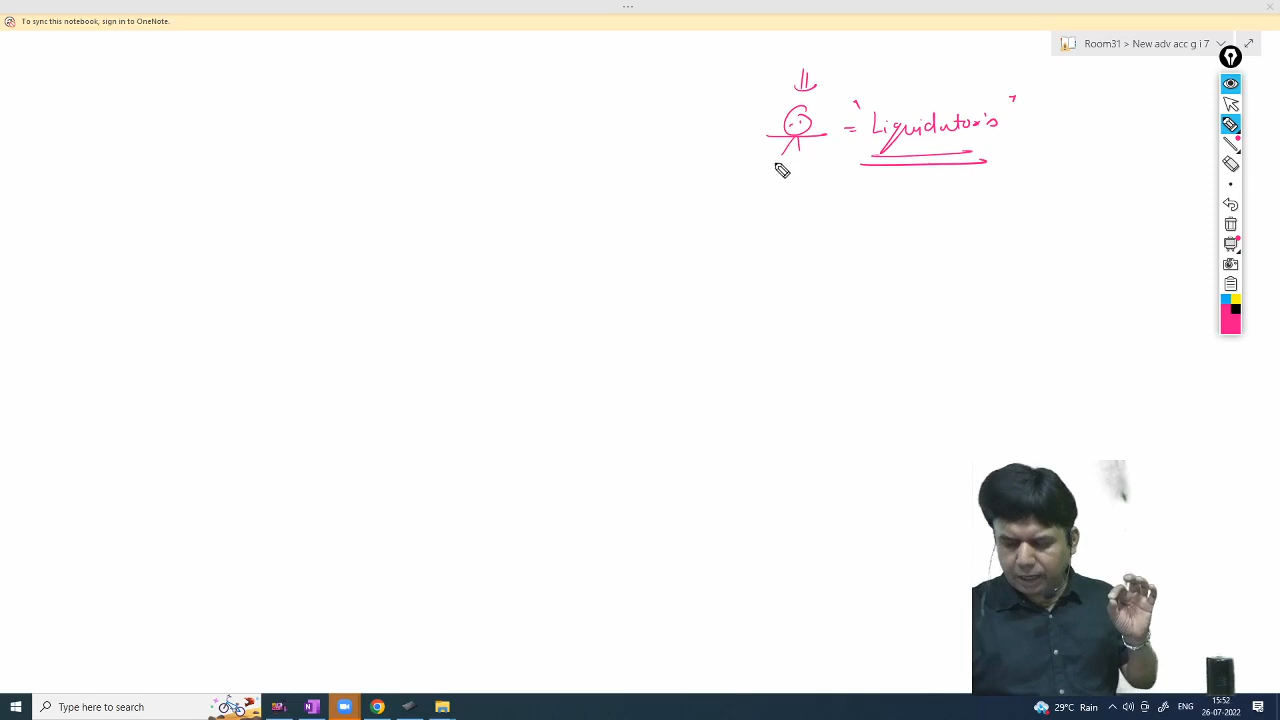 To sync this notebook, sign in to OneNote.
Room31 > New adv acc g i 7
= "Liquidator's"
Type here to search
29°C Rain
ENG
15:52
26-07-2022